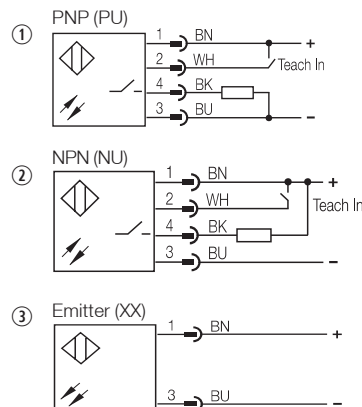 ① PNP (PU)
1 BN +
2 WH Teach In
4 BK
3 BU –
② NPN (NU)
1 BN +
2 WH Teach In
4 BK
3 BU –
③ Emitter (XX)
1 BN +
3 BU –